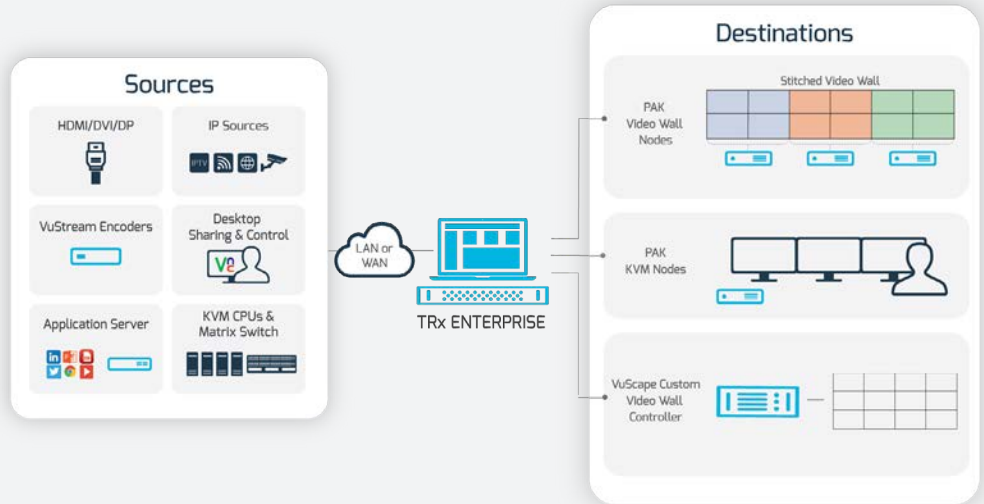 Sources
HDMI/DVI/DP
IP Sources
IPTV
VuStream Encoders
Desktop
Sharing & Control
VNC
Application Server
in
KVM CPUs &
Matrix Switch
LAN or
WAN
TRx ENTERPRISE
Destinations
PAK
Video Wall
Nodes
Stitched Video Wall
PAK
KVM Nodes
VuScape Custom
Video Wall
Controller